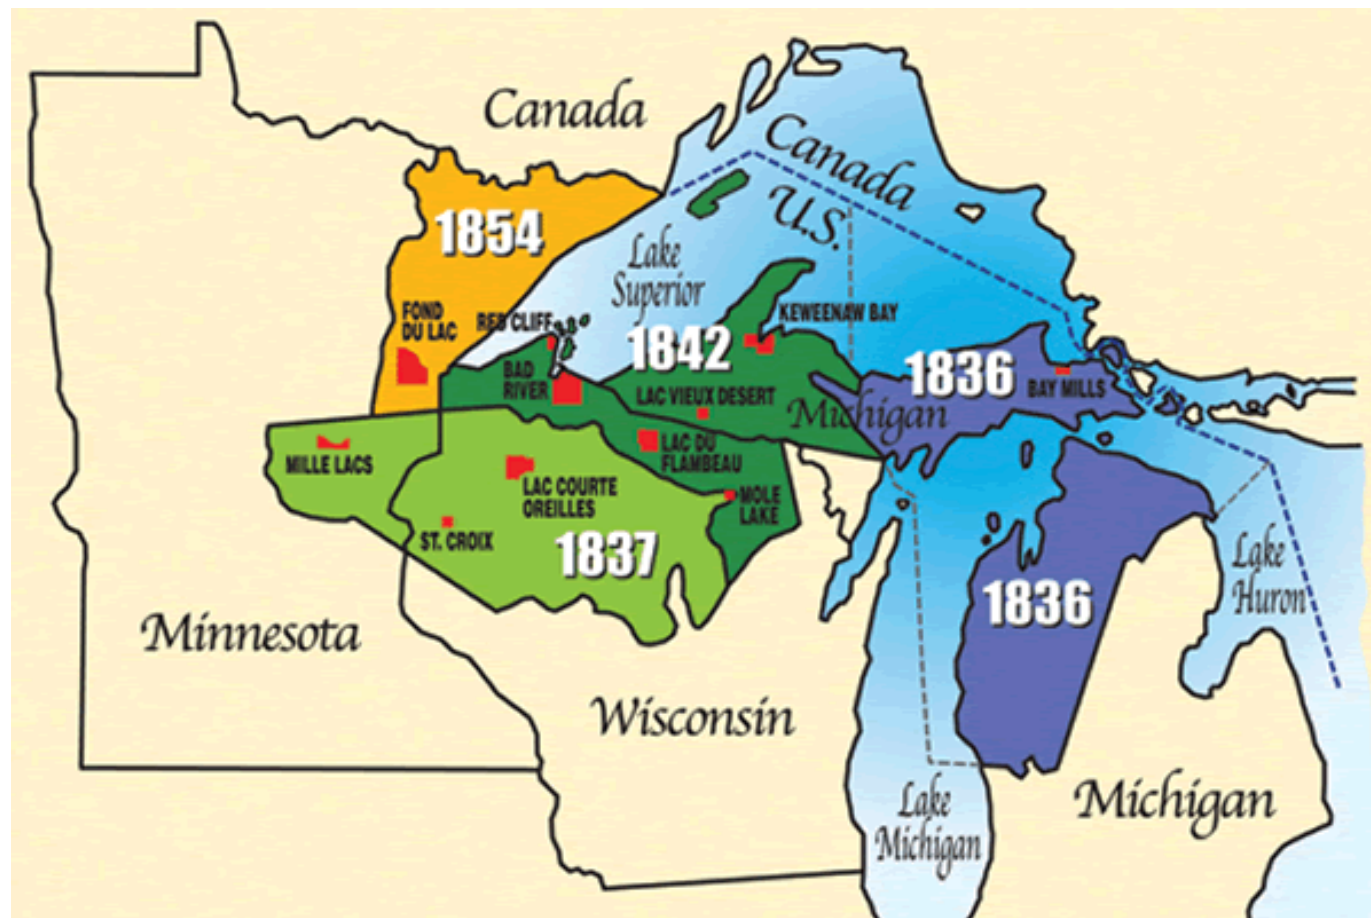 Canada
Canada
U.S.
1854
Lake
Superior
FOND
DU LAC
RED CLIFF
KEWEENAW BAY
1842
1836
BAD
RIVER
LAC VIEUX DESERT
BAY MILLS
Michigan
MILLE LACS
LAC DU
FLAMBEAU
LAC COURTE
OREILLES
MOLE
LAKE
ST. CROIX
1837
Lake
Huron
1836
Minnesota
Wisconsin
Lake
Michigan
Michigan